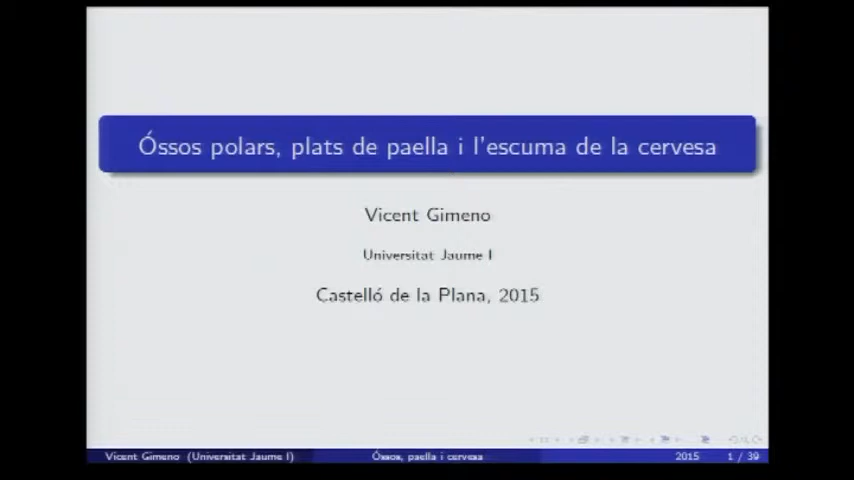 Óssos polars, plats de paella i l'escuma de la cervesa
Vicent Gimeno
Universitat Jaume I
Castelló de la Plana, 2015
Vicent Gimeno (Universitat Jaume I) Óssos, paella i cervesa 2015 1 / 39